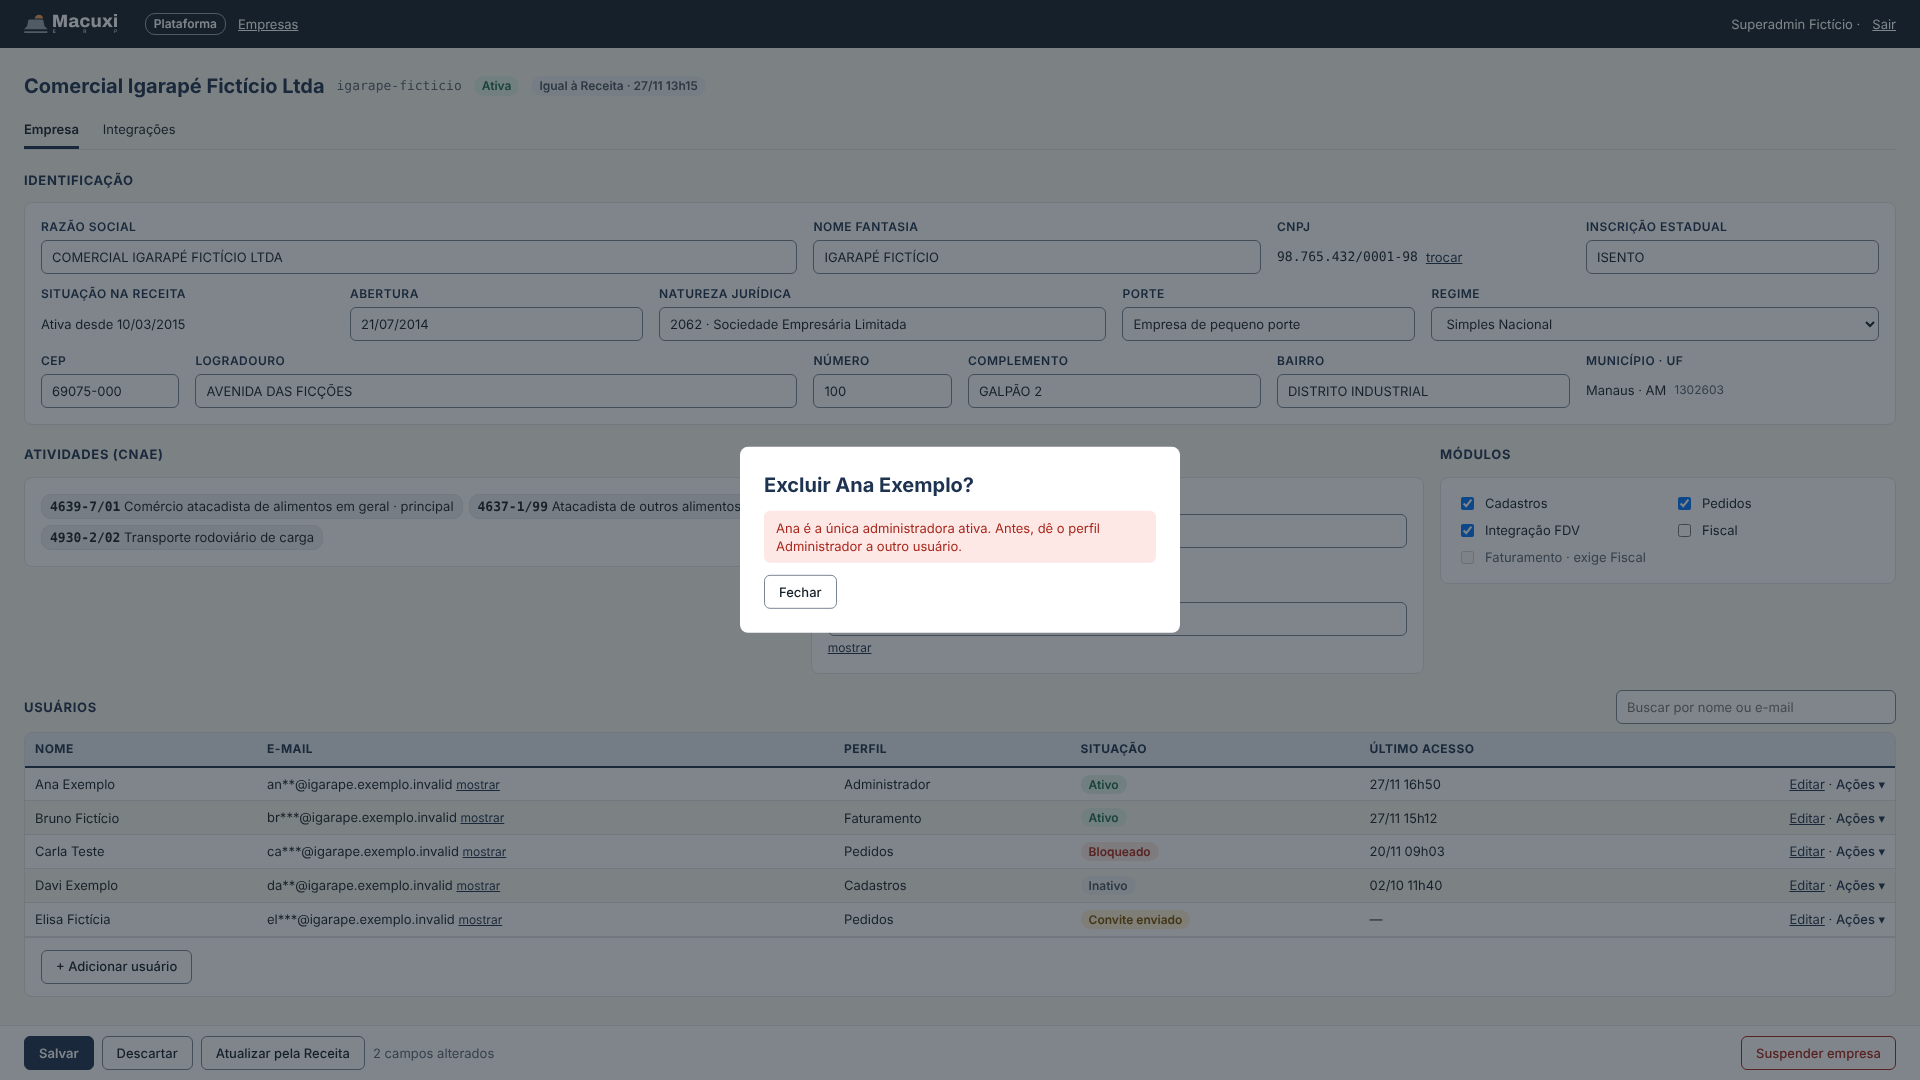 Macuxi
E R P
Plataforma
Empresas
Superadmin Fictício ·
Sair
Comercial Igarapé Fictício Ltda
igarape-ficticio
Ativa
Igual à Receita · 27/11 13h15
Empresa
Integrações
IDENTIFICAÇÃO
RAZÃO SOCIAL
NOME FANTASIA
CNPJ
INSCRIÇÃO ESTADUAL
COMERCIAL IGARAPÉ FICTÍCIO LTDA
IGARAPÉ FICTÍCIO
98.765.432/0001-98 trocar
ISENTO
SITUAÇÃO NA RECEITA
ABERTURA
NATUREZA JURÍDICA
PORTE
REGIME
Ativa desde 10/03/2015
21/07/2014
2062 · Sociedade Empresária Limitada
Empresa de pequeno porte
Simples Nacional
CEP
LOGRADOURO
NÚMERO
COMPLEMENTO
BAIRRO
MUNICÍPIO · UF
69075-000
AVENIDA DAS FICÇÕES
100
GALPÃO 2
DISTRITO INDUSTRIAL
Manaus · AM 1302603
ATIVIDADES (CNAE)
MÓDULOS
4639-7/01 Comércio atacadista de alimentos em geral · principal
4637-1/99 Atacadista de outros alimentos
4930-2/02 Transporte rodoviário de carga
Cadastros
Pedidos
Integração FDV
Fiscal
Faturamento · exige Fiscal
Excluir Ana Exemplo?
Ana é a única administradora ativa. Antes, dê o perfil
Administrador a outro usuário.
Fechar
mostrar
USUÁRIOS
Buscar por nome ou e-mail
NOME
E-MAIL
PERFIL
SITUAÇÃO
ÚLTIMO ACESSO
Ana Exemplo
an**@igarape.exemplo.invalid mostrar
Administrador
Ativo
27/11 16h50
Editar · Ações ▾
Bruno Fictício
br***@igarape.exemplo.invalid mostrar
Faturamento
Ativo
27/11 15h12
Editar · Ações ▾
Carla Teste
ca***@igarape.exemplo.invalid mostrar
Pedidos
Bloqueado
20/11 09h03
Editar · Ações ▾
Davi Exemplo
da**@igarape.exemplo.invalid mostrar
Cadastros
Inativo
02/10 11h40
Editar · Ações ▾
Elisa Fictícia
el***@igarape.exemplo.invalid mostrar
Pedidos
Convite enviado
—
Editar · Ações ▾
+ Adicionar usuário
Salvar
Descartar
Atualizar pela Receita
2 campos alterados
Suspender empresa